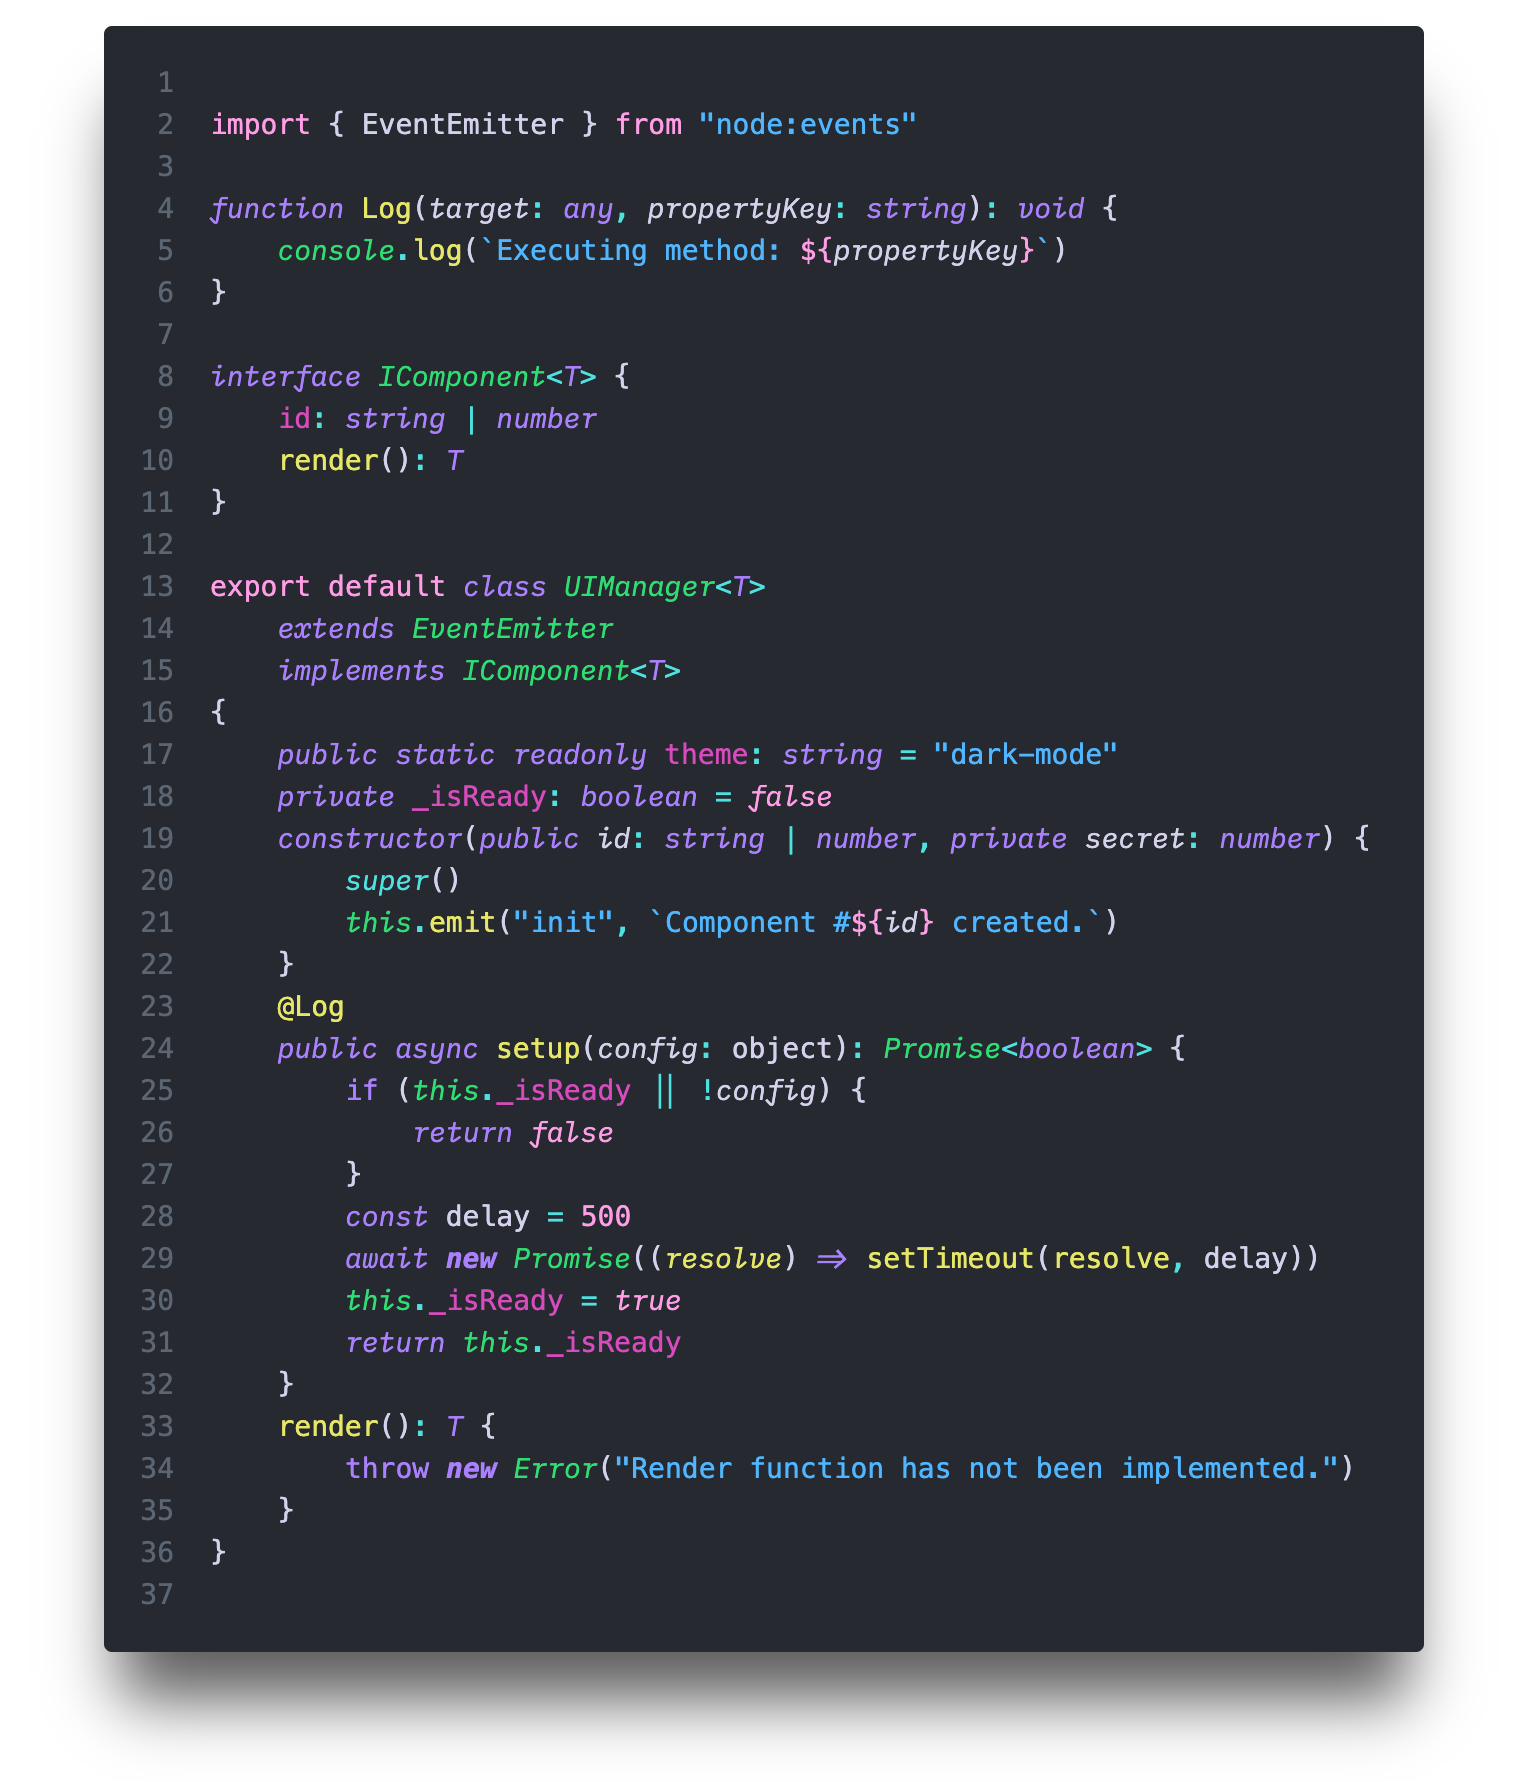 1
2 import { EventEmitter } from "node:events"
3
4 function Log(target: any, propertyKey: string): void {
5     console.log(`Executing method: ${propertyKey}`)
6 }
7
8 interface IComponent<T> {
9     id: string | number
10     render(): T
11 }
12
13 export default class UIManager<T>
14     extends EventEmitter
15     implements IComponent<T>
16 {
17     public static readonly theme: string = "dark-mode"
18     private _isReady: boolean = false
19     constructor(public id: string | number, private secret: number) {
20         super()
21         this.emit("init", `Component #${id} created.`)
22     }
23     @Log
24     public async setup(config: object): Promise<boolean> {
25         if (this._isReady || !config) {
26             return false
27         }
28         const delay = 500
29         await new Promise((resolve) => setTimeout(resolve, delay))
30         this._isReady = true
31         return this._isReady
32     }
33     render(): T {
34         throw new Error("Render function has not been implemented.")
35     }
36 }
37